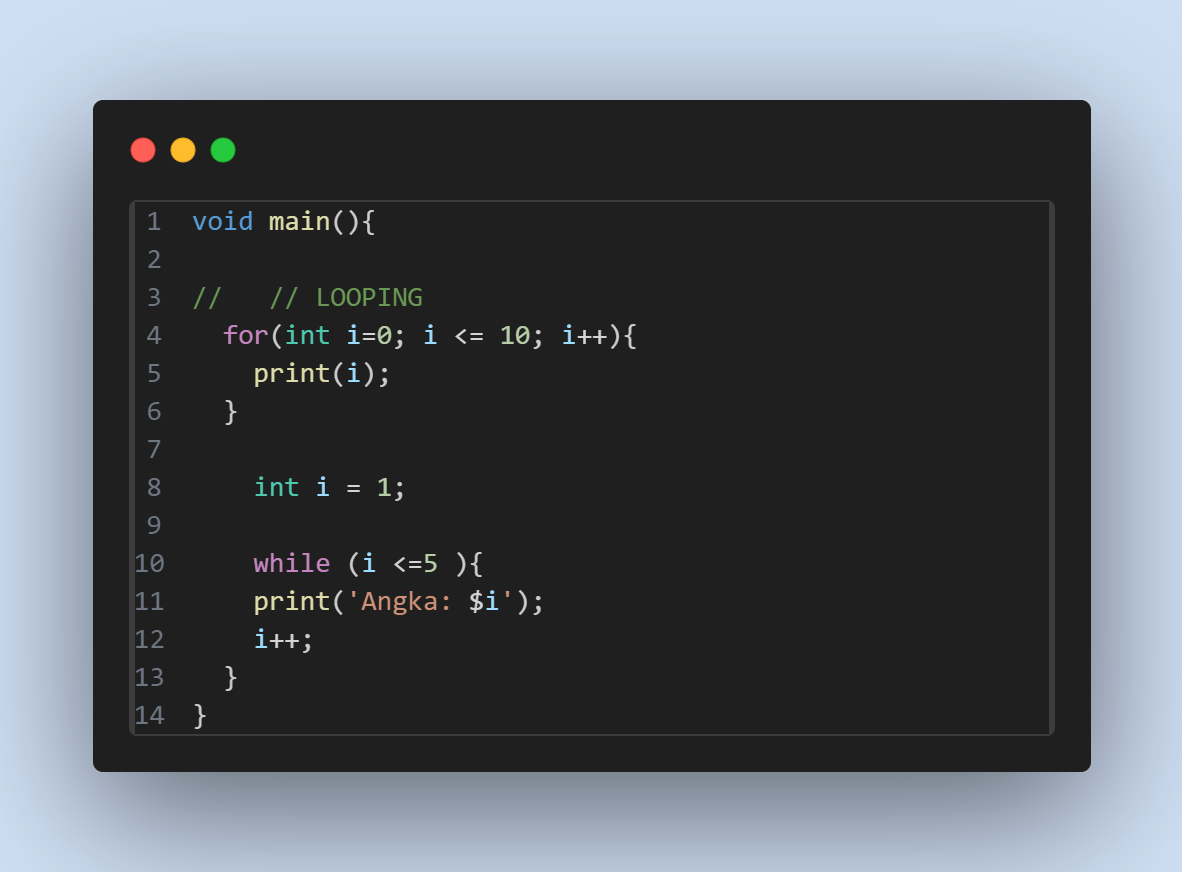 1 void main(){
2
3 //   // LOOPING
4   for(int i=0; i <= 10; i++){
5     print(i);
6   }
7
8     int i = 1;
9
10     while (i <=5 ){
11     print('Angka: $i');
12     i++;
13   }
14 }